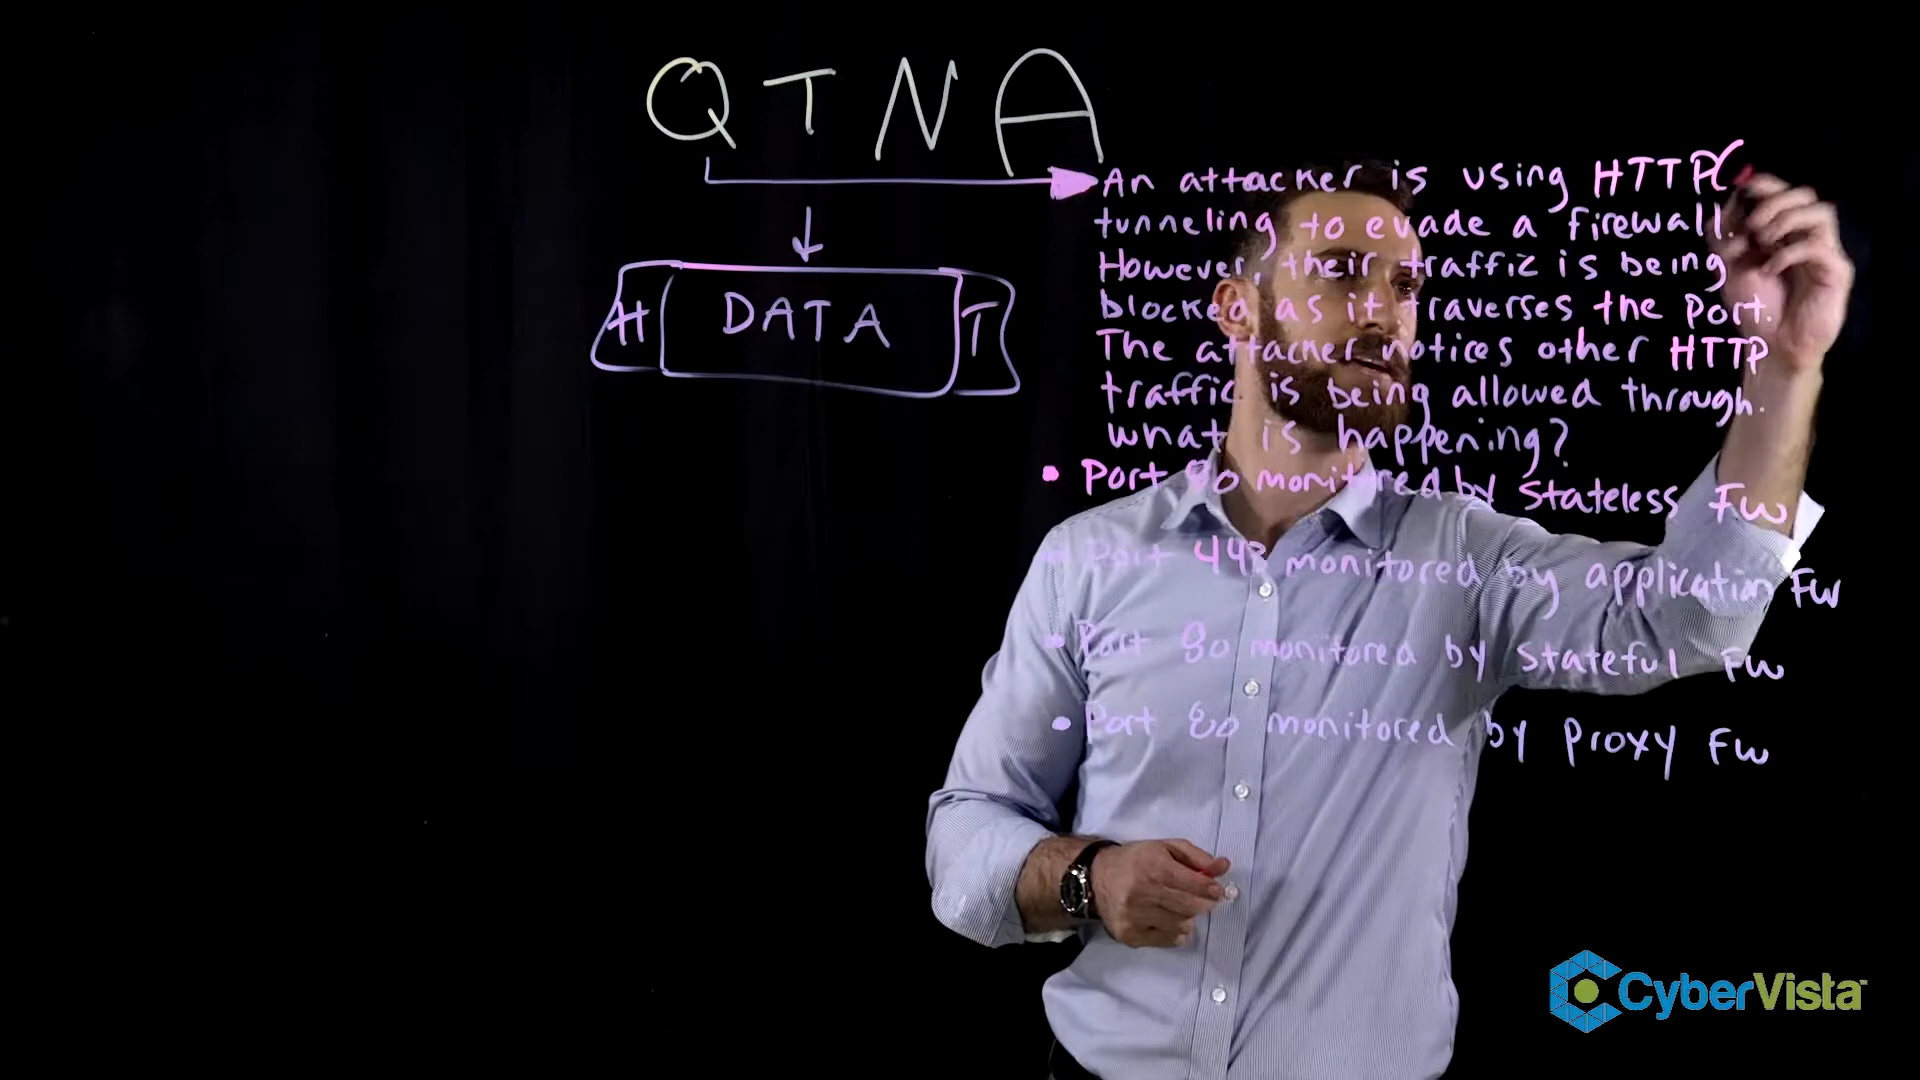 QTNA
H DATA T
An attacker is using HTTP(
tunneling to evade a firewall.
However, their traffic is being
blocked as it traverses the port.
The attacker notices other HTTP
traffic is being allowed through.
what is happening?
• Port 80 monitored by Stateless FW
• Port 443 monitored by application FW
• Port 80 monitored by Stateful FW
• Port 80 monitored by Proxy FW
CyberVista